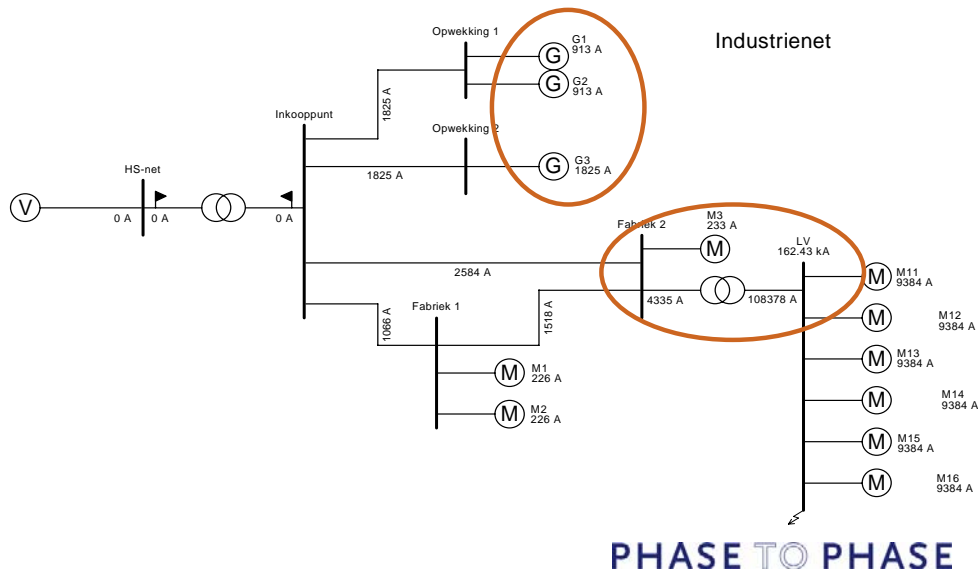 Industrienet
Opwekking 1
G
G1
913 A
G
G2
913 A
1825 A
Inkooppunt
Opwekking 2
G
G3
1825 A
1825 A
HS-net
V
0 A
0 A
0 A
Fabriek 2
M3
233 A
M
LV
162.43 kA
2584 A
4335 A
108378 A
1066 A
Fabriek 1
1518 A
M
M1
226 A
M
M2
226 A
M
M11
9384 A
M
M12
9384 A
M
M13
9384 A
M
M14
9384 A
M
M15
9384 A
M
M16
9384 A
PHASE TO PHASE